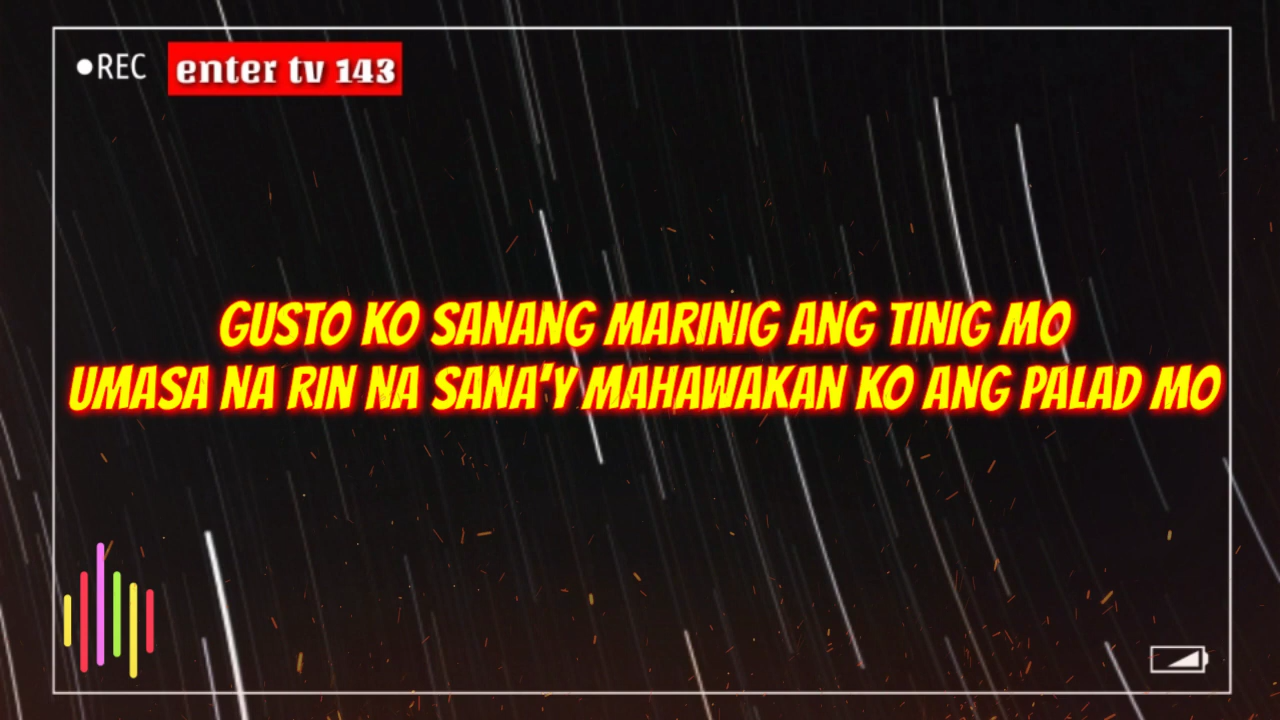 REC
enter tv 143
GUSTO KO SANANG MARINIG ANG TINIG MO
UMASA NA RIN NA SANA'Y MAHAWAKAN KO ANG PALAD MO